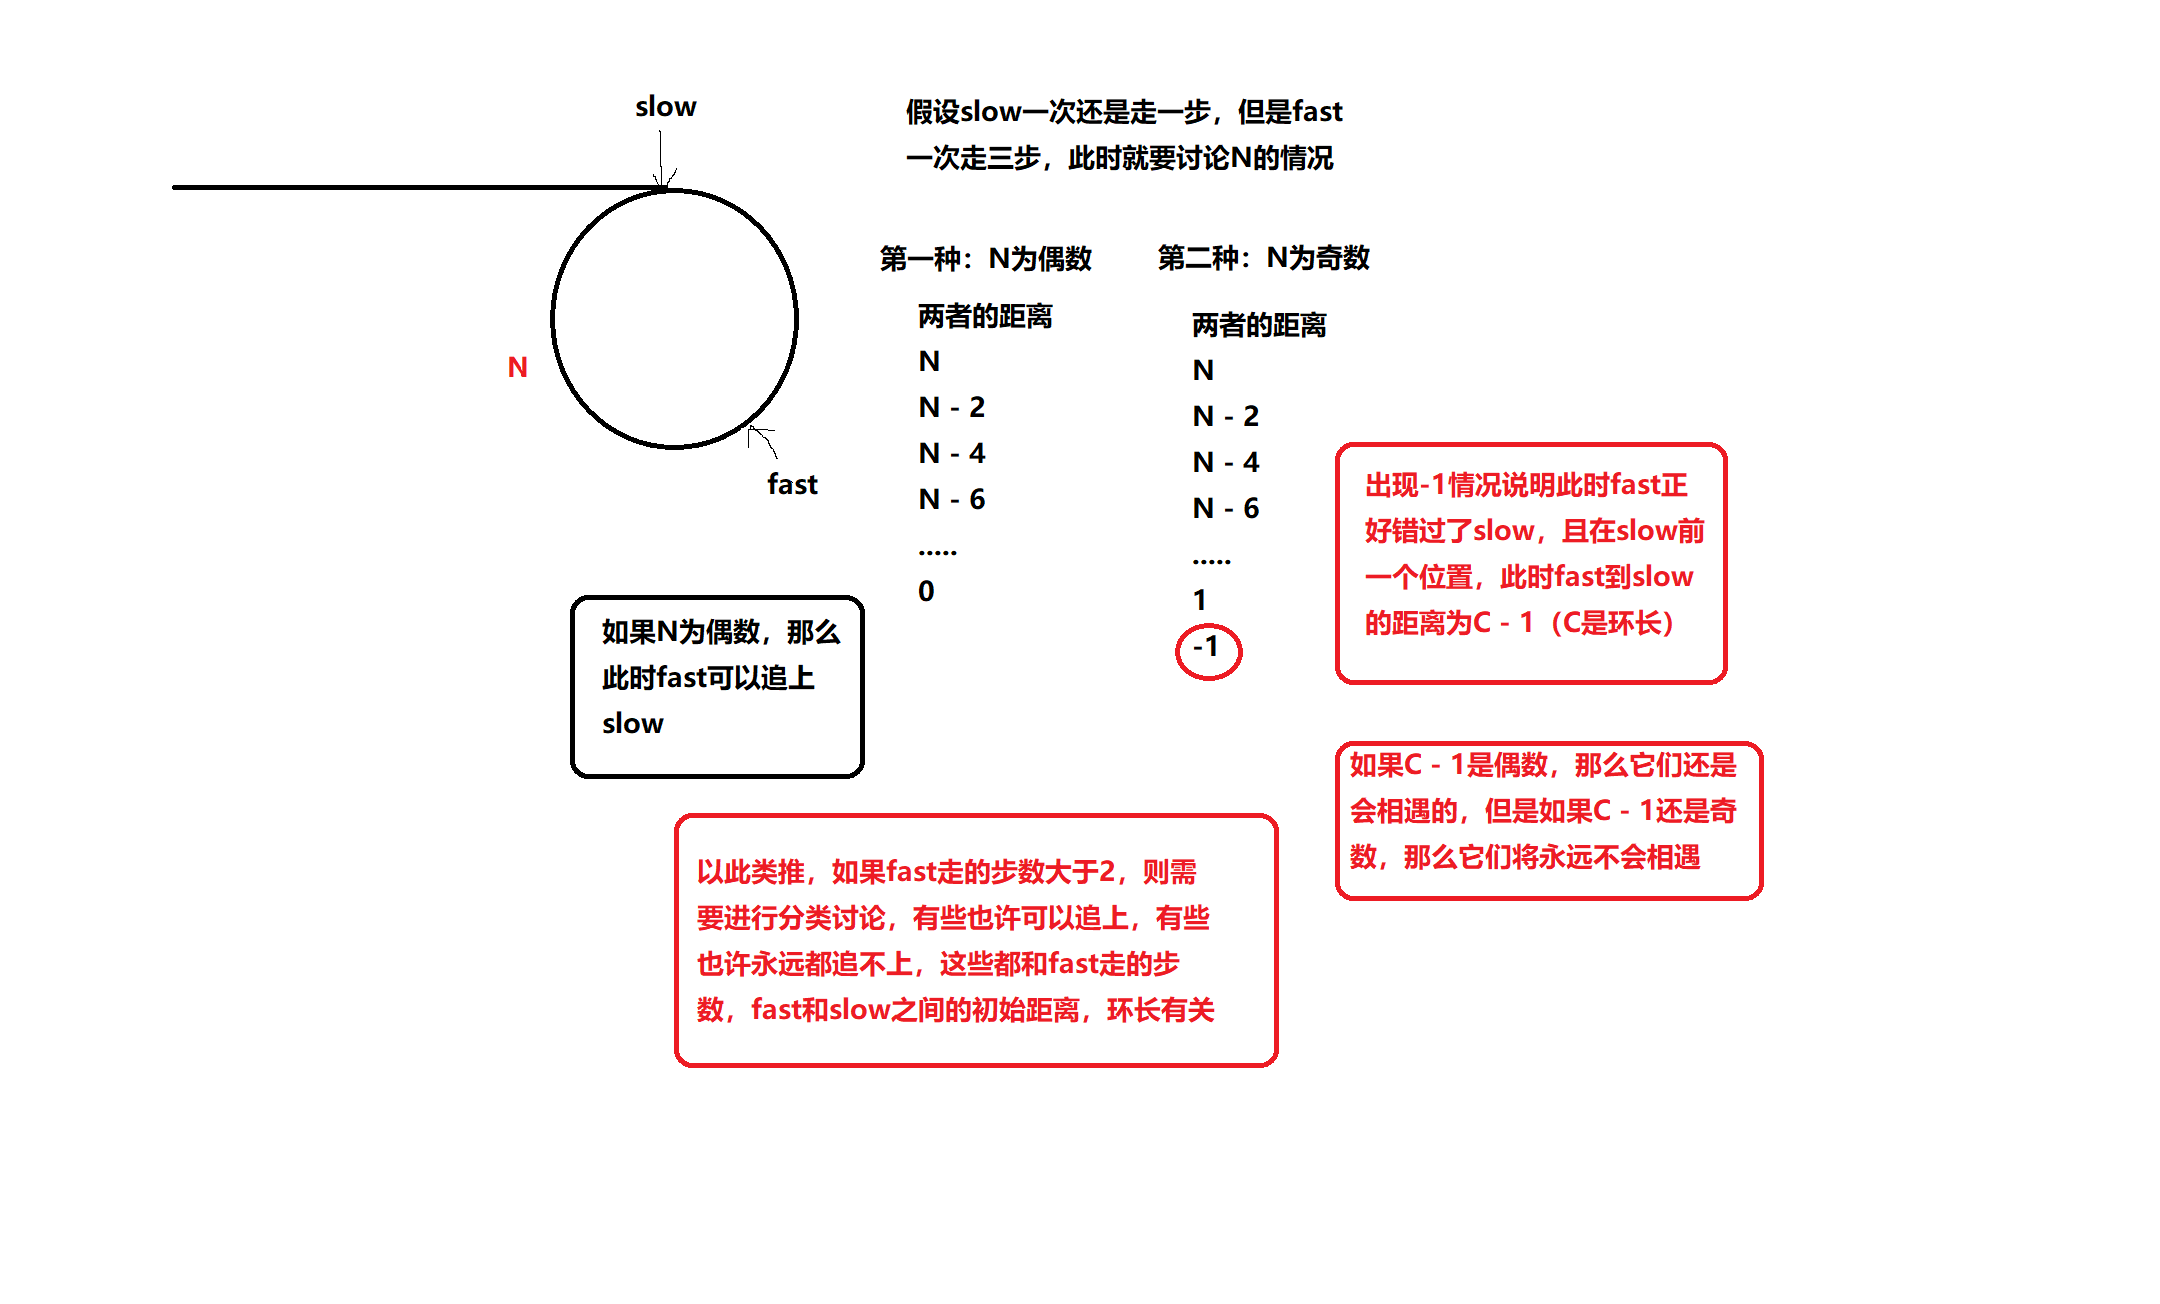 slow
假设slow一次还是走一步，但是fast
一次走三步，此时就要讨论N的情况
第一种：N为偶数
第二种：N为奇数
两者的距离
N
N - 2
N - 4
N - 6
.....
0
两者的距离
N
N - 2
N - 4
N - 6
.....
1
-1
N
fast
出现-1情况说明此时fast正
好错过了slow，且在slow前
一个位置，此时fast到slow
的距离为C - 1（C是环长）
如果N为偶数，那么
此时fast可以追上
slow
如果C - 1是偶数，那么它们还是
会相遇的，但是如果C - 1还是奇
数，那么它们将永远不会相遇
以此类推，如果fast走的步数大于2，则需
要进行分类讨论，有些也许可以追上，有些
也许永远都追不上，这些都和fast走的步
数，fast和slow之间的初始距离，环长有关